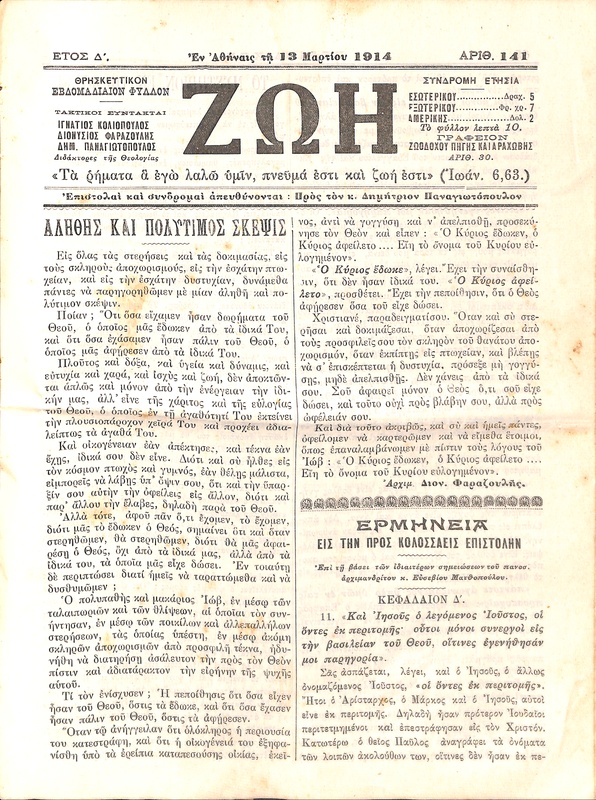 ΕΤΟΣ Δ΄.
Ἐν Ἀθήναις τῇ 13 Μαρτίου 1914
ΑΡΙΘ. 141
ΘΡΗΣΚΕΥΤΙΚΟΝ
ΕΒΔΟΜΑΔΙΑΙΟΝ ΦΥΛΛΟΝ
ΤΑΚΤΙΚΟΙ ΣΥΝΤΑΚΤΑΙ
ΙΓΝΑΤΙΟΣ ΚΟΛΙΟΠΟΥΛΟΣ
ΔΙΟΝΥΣΙΟΣ ΦΑΡΑΖΟΥΛΗΣ
ΔΗΜ. ΠΑΝΑΓΙΩΤΟΠΟΥΛΟΣ
Διδάκτορες τῆς Θεολογίας
ΖΩΗ
ΣΥΝΔΡΟΜΗ ΕΤΗΣΙΑ
ΕΣΩΤΕΡΙΚΟΥ..............Δραχ. 5
ΕΞΩΤΕΡΙΚΟΥ............Φρ. χρ. 7
ΑΜΕΡΙΚΗΣ.................Δολ. 2
Τὸ φύλλον λεπτὰ 10.
ΓΡΑΦΕΙΟΝ
ΖΩΟΔΟΧΟΥ ΠΗΓΗΣ ΚΑΙ ΑΡΑΧΩΒΗΣ
ΑΡΙΘ. 30.
«Τὰ ῥήματα ἃ ἐγὼ λαλῶ ὑμῖν, πνεῦμά ἐστι καὶ ζωή ἐστι» (Ἰωάν. 6,63.)
Ἐπιστολαὶ καὶ συνδρομαὶ ἀπευθύνονται : Πρὸς τὸν κ. Δημήτριον Παναγιωτόπουλον
ΑΛΗΘΗΣ ΚΑΙ ΠΟΛΥΤΙΜΟΣ ΣΚΕΨΙΣ
Εἰς ὅλας τὰς στερήσεις καὶ τὰς δοκιμασίας, εἰς
τοὺς σκληροὺς ἀποχωρισμούς, εἰς τὴν ἐσχάτην πτω-
χείαν, καὶ εἰς τὴν ἐσχάτην δυστυχίαν, δυνάμεθα
πάντες νὰ παρηγορηθῶμεν μὲ μίαν ἀληθῆ καὶ πο-
λύτιμον σκέψιν.
Ποίαν ; Ὅτι ὅσα εἴχαμεν ἦσαν δωρήματα τοῦ
Θεοῦ, ὁ ὁποῖος μᾶς ἔδωκεν ἀπὸ τὰ ἰδικά Του,
καὶ ὅτι ὅσα ἐχάσαμεν ἦσαν πάλιν τοῦ Θεοῦ, ὁ
ὁποῖος μᾶς ἀφῄρεσεν ἀπὸ τὰ ἰδικά Του.
Πλοῦτος καὶ δόξα, καὶ ὑγεία καὶ δύναμις, καὶ
εὐτυχία καὶ χαρά, καὶ ἰσχὺς καὶ ζωή, δὲν ἀποκτῶν-
ται ἁπλῶς καὶ μόνον ἀπὸ τὴν ἐνέργειαν τὴν ἰδι-
κήν μας, ἀλλ' εἶνε τῆς χάριτος καὶ τῆς εὐλογίας
τοῦ Θεοῦ, ὁ ὁποῖος ἐν τῇ ἀγαθότητί Του ἐκτείνει
τὴν πλουσιοπάροχον χεῖρά Του καὶ προχέει ἀδια-
λείπτως τὰ ἀγαθά Του.
Καὶ οἰκογένειαν ἐὰν ἀπέκτησες, καὶ τέκνα ἐὰν
ἔχῃς, ἰδικά σου δὲν εἶνε. Διότι καὶ σὺ ἦλθες εἰς
τὸν κόσμον πτωχὸς καὶ γυμνός, ἐὰν θέλῃς μάλιστα,
εἰμπορεῖς νὰ λάβῃς ὑπ' ὄψιν σου, ὅτι καὶ τὴν ὕπαρ-
ξίν σου αὐτὴν τὴν ὀφείλεις εἰς ἄλλον, διότι καὶ
παρ' ἄλλου τὴν ἔλαβες, δηλαδὴ παρὰ τοῦ Θεοῦ.
Ἀλλὰ τότε, ἀφοῦ πᾶν ὅ,τι ἔχομεν, τὸ ἔχομεν,
διότι μᾶς τὸ ἔδωκεν ὁ Θεός, σημαίνει ὅτι καὶ ὅταν
στερηθῶμεν, θὰ στερηθῶμεν, διότι θὰ μᾶς ἀφαι-
ρέσῃ ὁ Θεός, ὄχι ἀπὸ τὰ ἰδικά μας, ἀλλὰ ἀπὸ τὰ
ἰδικά του, τὰ ὁποῖα μᾶς εἶχε δώσει. Ἐν τοιαύτῃ
δὲ περιπτώσει διατί ἡμεῖς νὰ ταραττώμεθα καὶ νὰ
δυσθυμῶμεν ;
Ὁ πολυπαθὴς καὶ μακάριος Ἰώβ, ἐν μέσῳ τῶν
ταλαιπωριῶν καὶ τῶν θλίψεων, αἱ ὁποῖαι τὸν συν-
ήντησαν, ἐν μέσῳ τῶν ποικίλων καὶ ἀλλεπαλλήλων
στερήσεων, τὰς ὁποίας ὑπέστη, ἐν μέσῳ ἀκόμη
σκληρῶν ἀποχωρισμῶν ἀπὸ προσφιλῆ τέκνα, ἠδυ-
νήθη νὰ διατηρήσῃ ἀσάλευτον τὴν πρὸς τὸν Θεὸν
πίστιν καὶ ἀδιατάρακτον τὴν εἰρήνην τῆς ψυχῆς
αὐτοῦ.
Τί τὸν ἐνίσχυσεν ; Ἡ πεποίθησις ὅτι ὅσα εἶχεν
ἦσαν τοῦ Θεοῦ, ὅστις τὰ ἔδωκε, καὶ ὅτι ὅσα ἔχασεν
ἦσαν πάλιν τοῦ Θεοῦ, ὅστις τὰ ἀφῄρεσεν.
Ὅταν τῷ ἀνήγγειλαν ὅτι ὁλόκληρος ἡ περιουσία
του κατεστράφη, καὶ ὅτι ἡ οἰκογένειά του ἐξηφα-
νίσθη ὑπὸ τὰ ἐρείπια καταπεσούσης οἰκίας, ἐκεῖ-
νος, ἀντὶ νὰ γογγύσῃ καὶ ν' ἀπελπισθῇ, προσεκύ-
νησε τὸν Θεὸν καὶ εἶπεν : «Ὁ Κύριος ἔδωκεν, ὁ
Κύριος ἀφείλετο .... Εἴη τὸ ὄνομα τοῦ Κυρίου εὐ-
λογημένον».
«Ὁ Κύριος ἔδωκε», λέγει. Ἔχει τὴν συναίσθη-
σιν, ὅτι δὲν ἦσαν ἰδικά του. «Ὁ Κύριος ἀφεί-
λετο», προσθέτει. Ἔχει τὴν πεποίθησιν, ὅτι ὁ Θεὸς
ἀφῄρεσεν ὅσα τοῦ εἶχε δώσει.
Χριστιανέ, παραδειγματίσου. Ὅταν καὶ σὺ στε-
ρῆσαι καὶ δοκιμάζεσαι, ὅταν ἀποχωρίζεσαι ἀπὸ
τοὺς προσφιλεῖς σου τὸν σκληρὸν τοῦ θανάτου ἀπο-
χωρισμόν, ὅταν ἐκπίπτῃς εἰς πτωχείαν, καὶ βλέπῃς
νὰ σ' ἐπισκέπτεται ἡ δυστυχία, πρόσεξε μὴ γογγύ-
σῃς, μηδὲ ἀπελπισθῇς. Δὲν χάνεις ἀπὸ τὰ ἰδικά
σου. Σοῦ ἀφαιρεῖ μόνον ὁ Θεὸς ὅ,τι σοῦ εἶχε
δώσει, καὶ τοῦτο οὐχὶ πρὸς βλάβην σου, ἀλλὰ πρὸς
ὠφέλειάν σου.
Καὶ διὰ τοῦτο ἀκριβῶς, καὶ σὺ καὶ ἡμεῖς πάντες,
ὀφείλομεν νὰ καρτερῶμεν καὶ νὰ εἴμεθα ἕτοιμοι,
ὅπως ἐπαναλαμβάνωμεν μὲ πίστιν τοὺς λόγους τοῦ
Ἰώβ : «Ὁ Κύριος ἔδωκεν, ὁ Κύριος ἀφείλετο ....
Εἴη τὸ ὄνομα τοῦ Κυρίου εὐλογημένον».
Ἀρχιμ. Διον. Φαραζουλῆς.
ΕΡΜΗΝΕΙΑ
ΕΙΣ ΤΗΝ ΠΡΟΣ ΚΟΛΟΣΣΑΕΙΣ ΕΠΙΣΤΟΛΗΝ
Ἐπὶ τῇ βάσει τῶν ἰδιαιτέρων σημειώσεων τοῦ πανοσ.
ἀρχιμανδρίτου κ. Εὐσεβίου Ματθοπούλου.
ΚΕΦΑΛΑΙΟΝ Δ΄.
11. «Καὶ Ἰησοῦς ὁ λεγόμενος Ἰοῦστος, οἱ
ὄντες ἐκ περιτομῆς· οὗτοι μόνοι συνεργοὶ εἰς
τὴν βασιλείαν τοῦ Θεοῦ, οἵτινες ἐγενήθησάν
μοι παρηγορία».
Σᾶς ἀσπάζεται, λέγει, καὶ ὁ Ἰησοῦς, ὁ ἄλλως
ὀνομαζόμενος Ἰοῦστος, «οἱ ὄντες ἐκ περιτομῆς».
Ἤτοι ὁ Ἀρίσταρχος, ὁ Μάρκος καὶ ὁ Ἰησοῦς, αὐτοὶ
εἶνε ἐκ περιτομῆς. Δηλαδὴ ἦσαν πρότερον Ἰουδαῖοι
περιτετμημένοι καὶ ἐπεστράφησαν εἰς τὸν Χριστόν.
Κατωτέρω ὁ θεῖος Παῦλος ἀναγράφει τὰ ὀνόματα
τῶν λοιπῶν ἀκολούθων των, οἵτινες δὲν ἦσαν ἐκ πε-